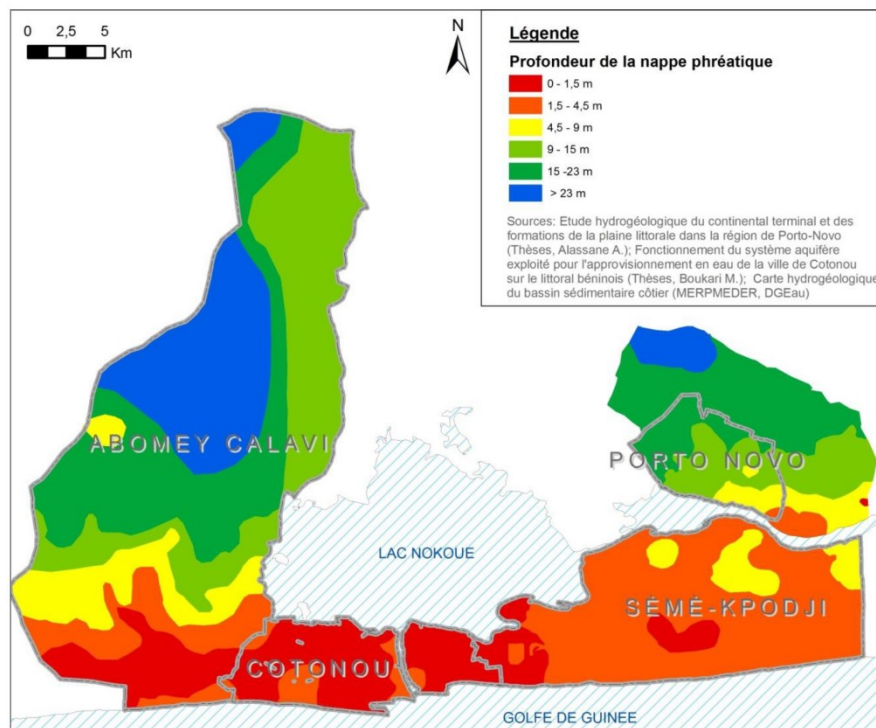 0 2,5 5
Km
N
Légende
Profondeur de la nappe phréatique
0 - 1,5 m
1,5 - 4,5 m
4,5 - 9 m
9 - 15 m
15 -23 m
> 23 m
Sources: Etude hydrogéologique du continental terminal et des
formations de la plaine littorale dans la région de Porto-Novo
(Thèses, Alassane A.); Fonctionnement du système aquifère
exploité pour l'approvisionnement en eau de la ville de Cotonou
sur le littoral béninois (Thèses, Boukari M.); Carte hydrogéologique
du bassin sédimentaire côtier (MERPMEDER, DGEau)
ABOMEY CALAVI
PORTO NOVO
LAC NOKOUE
SÈMÈ-KPODJI
COTONOU
GOLFE DE GUINEE